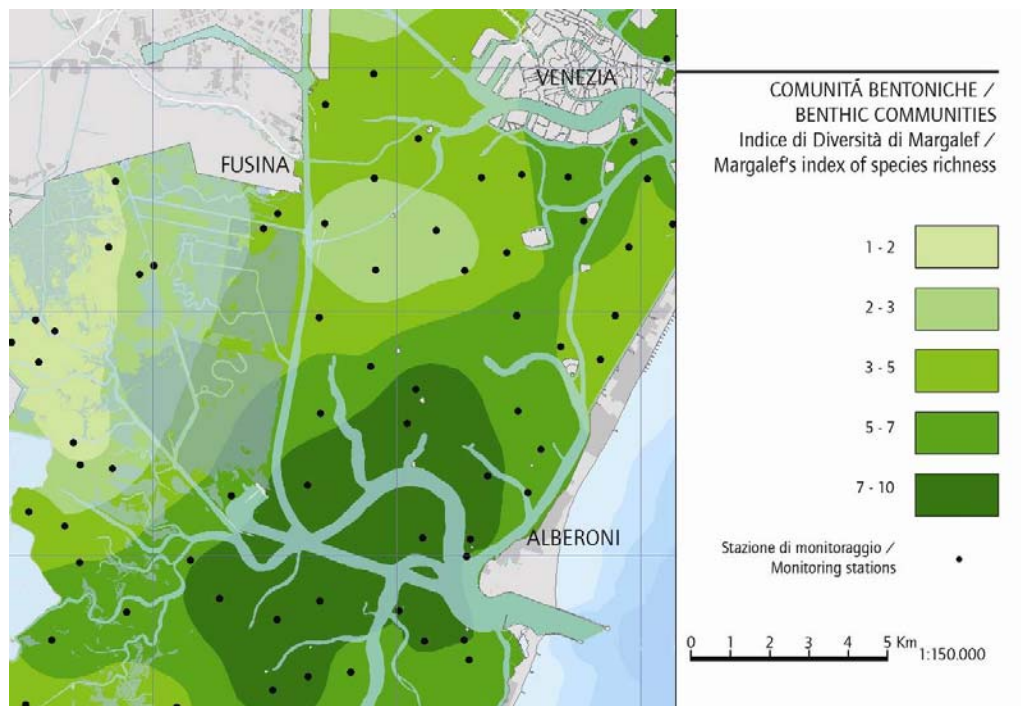 VENEZIA
FUSINA
ALBERONI
COMUNITÁ BENTONICHE /
BENTHIC COMMUNITIES
Indice di Diversità di Margalef /
Margalef's index of species richness
1 - 2
2 - 3
3 - 5
5 - 7
7 - 10
Stazione di monitoraggio /
Monitoring stations
0 1 2 3 4 5 Km
1:150.000